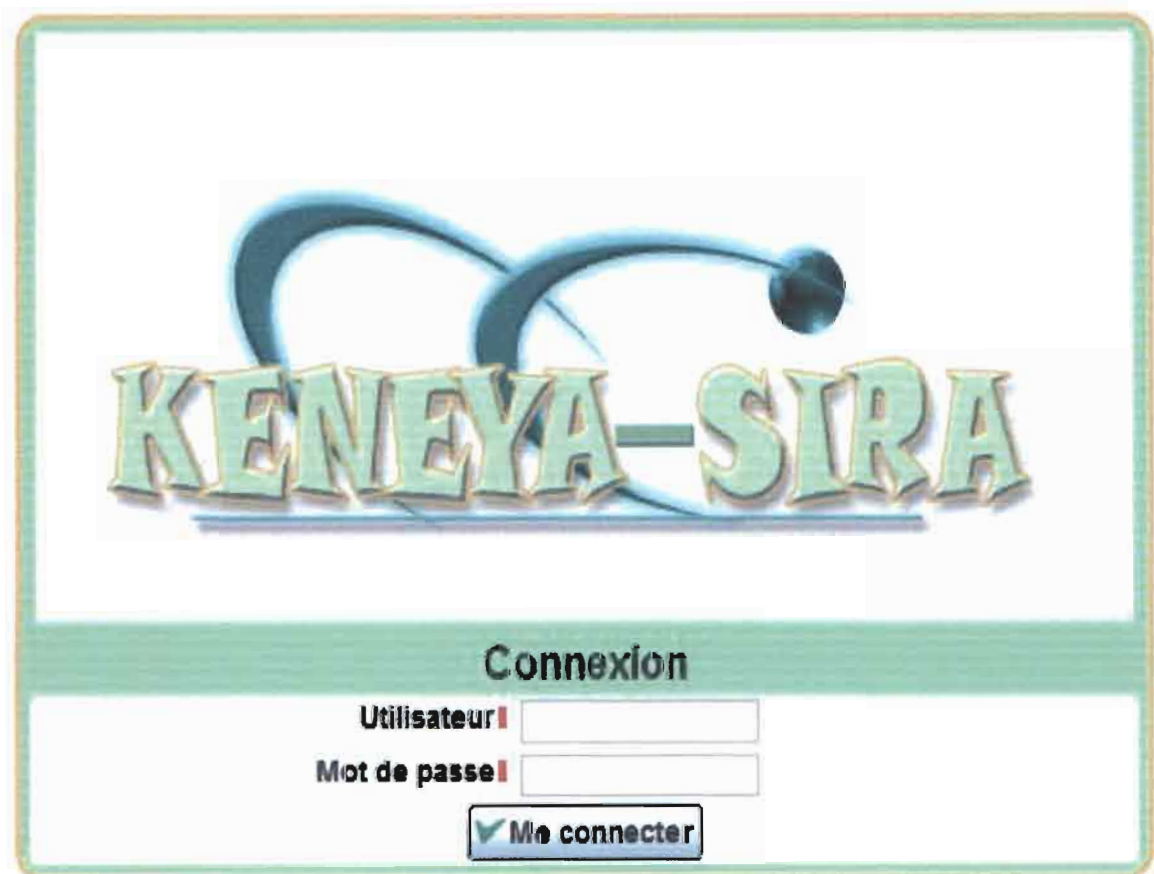 KENEYA-SIRA
Connexion
Utilisateur
Mot de passe
Me connecter